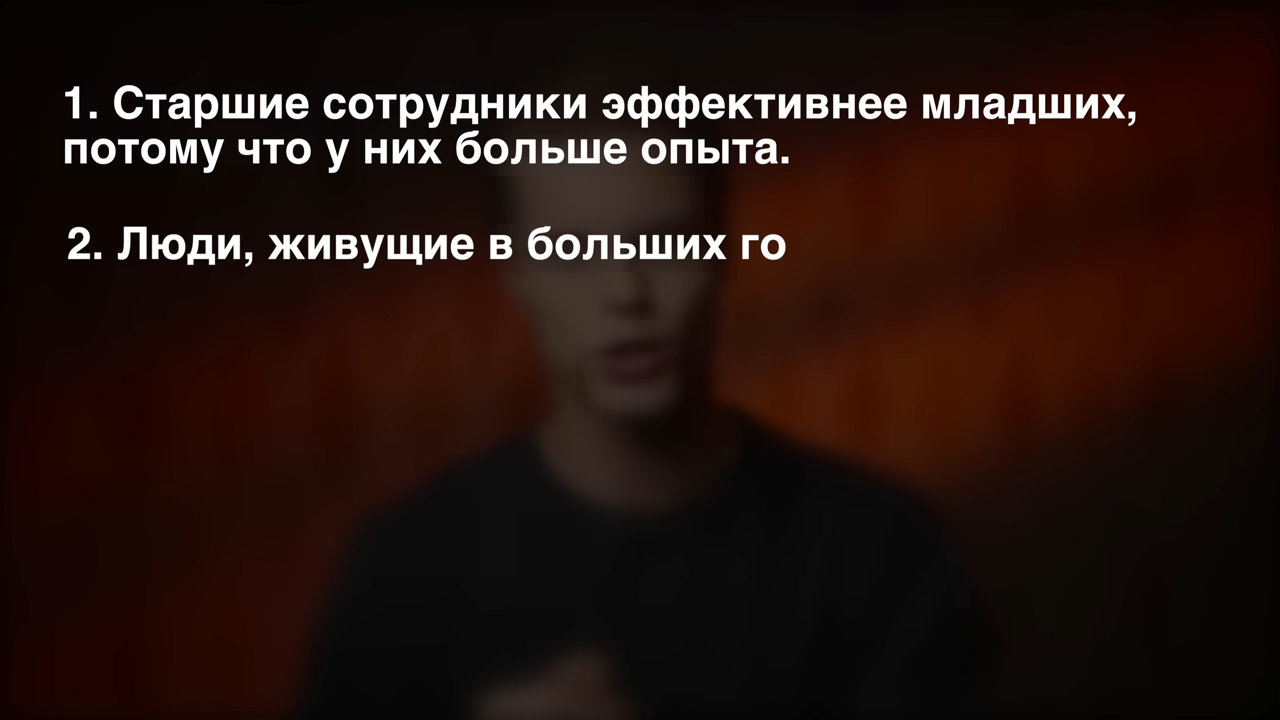 1. Старшие сотрудники эффективнее младших,
потому что у них больше опыта.
2. Люди, живущие в больших го